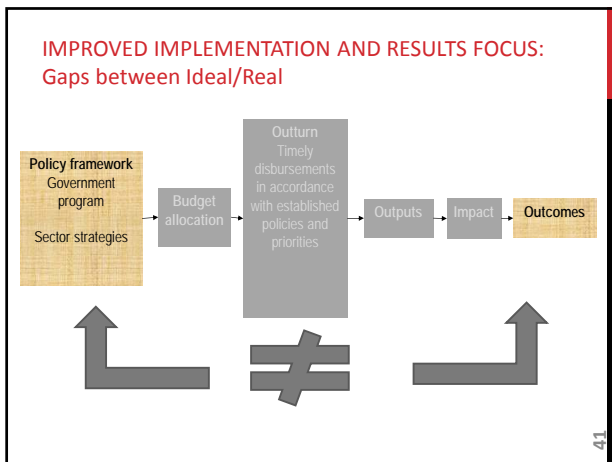 IMPROVED IMPLEMENTATION AND RESULTS FOCUS:
Gaps between Ideal/Real
Policy framework
Government
program
Sector strategies
Budget
allocation
Outturn
Timely
disbursements
in accordance
with established
policies and
priorities
Outputs
Impact
Outcomes
≠
41